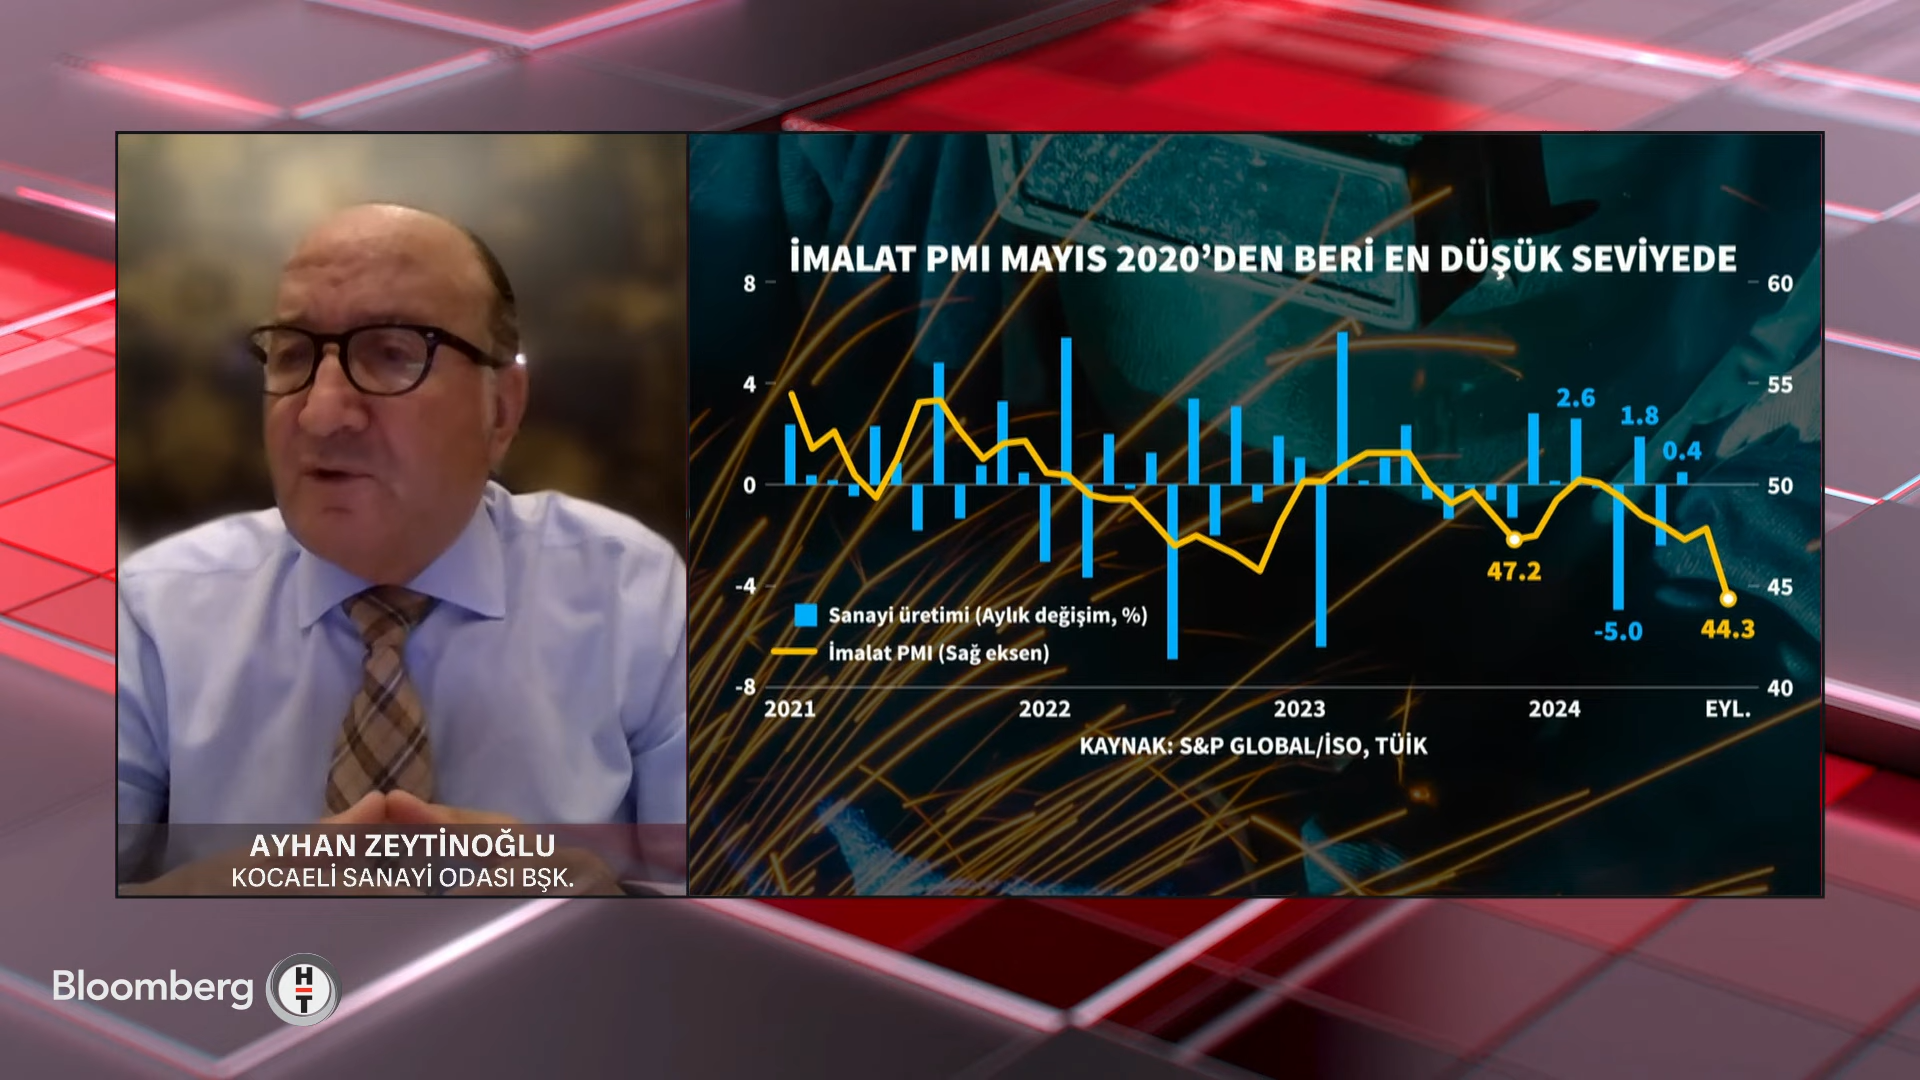 İMALAT PMI MAYIS 2020’DEN BERİ EN DÜŞÜK SEVİYEDE
8
60
4
55
2.6
1.8
0.4
0
50
47.2
-4
45
-5.0
44.3
Sanayi üretimi (Aylık değişim, %)
İmalat PMI (Sağ eksen)
-8
40
2021
2022
2023
2024
EYL.
KAYNAK: S&P GLOBAL/İSO, TÜİK
AYHAN ZEYTİNOĞLU
KOCAELİ SANAYİ ODASI BŞK.
Bloomberg HT